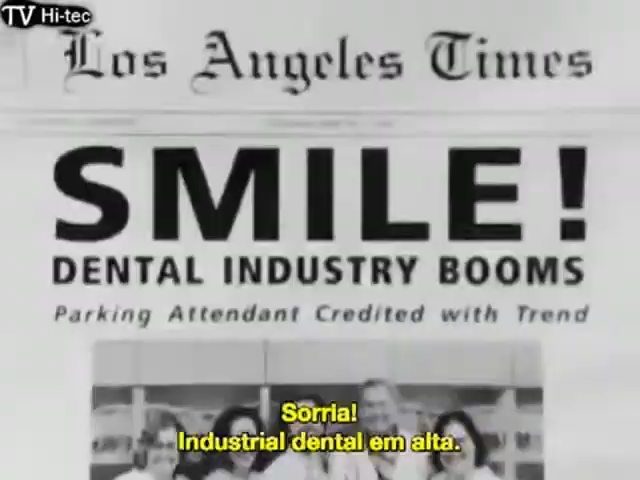 TV Hi-tec
Los Angeles Times
SMILE!
DENTAL INDUSTRY BOOMS
Parking Attendant Credited with Trend
Sorria!
Industrial dental em alta.